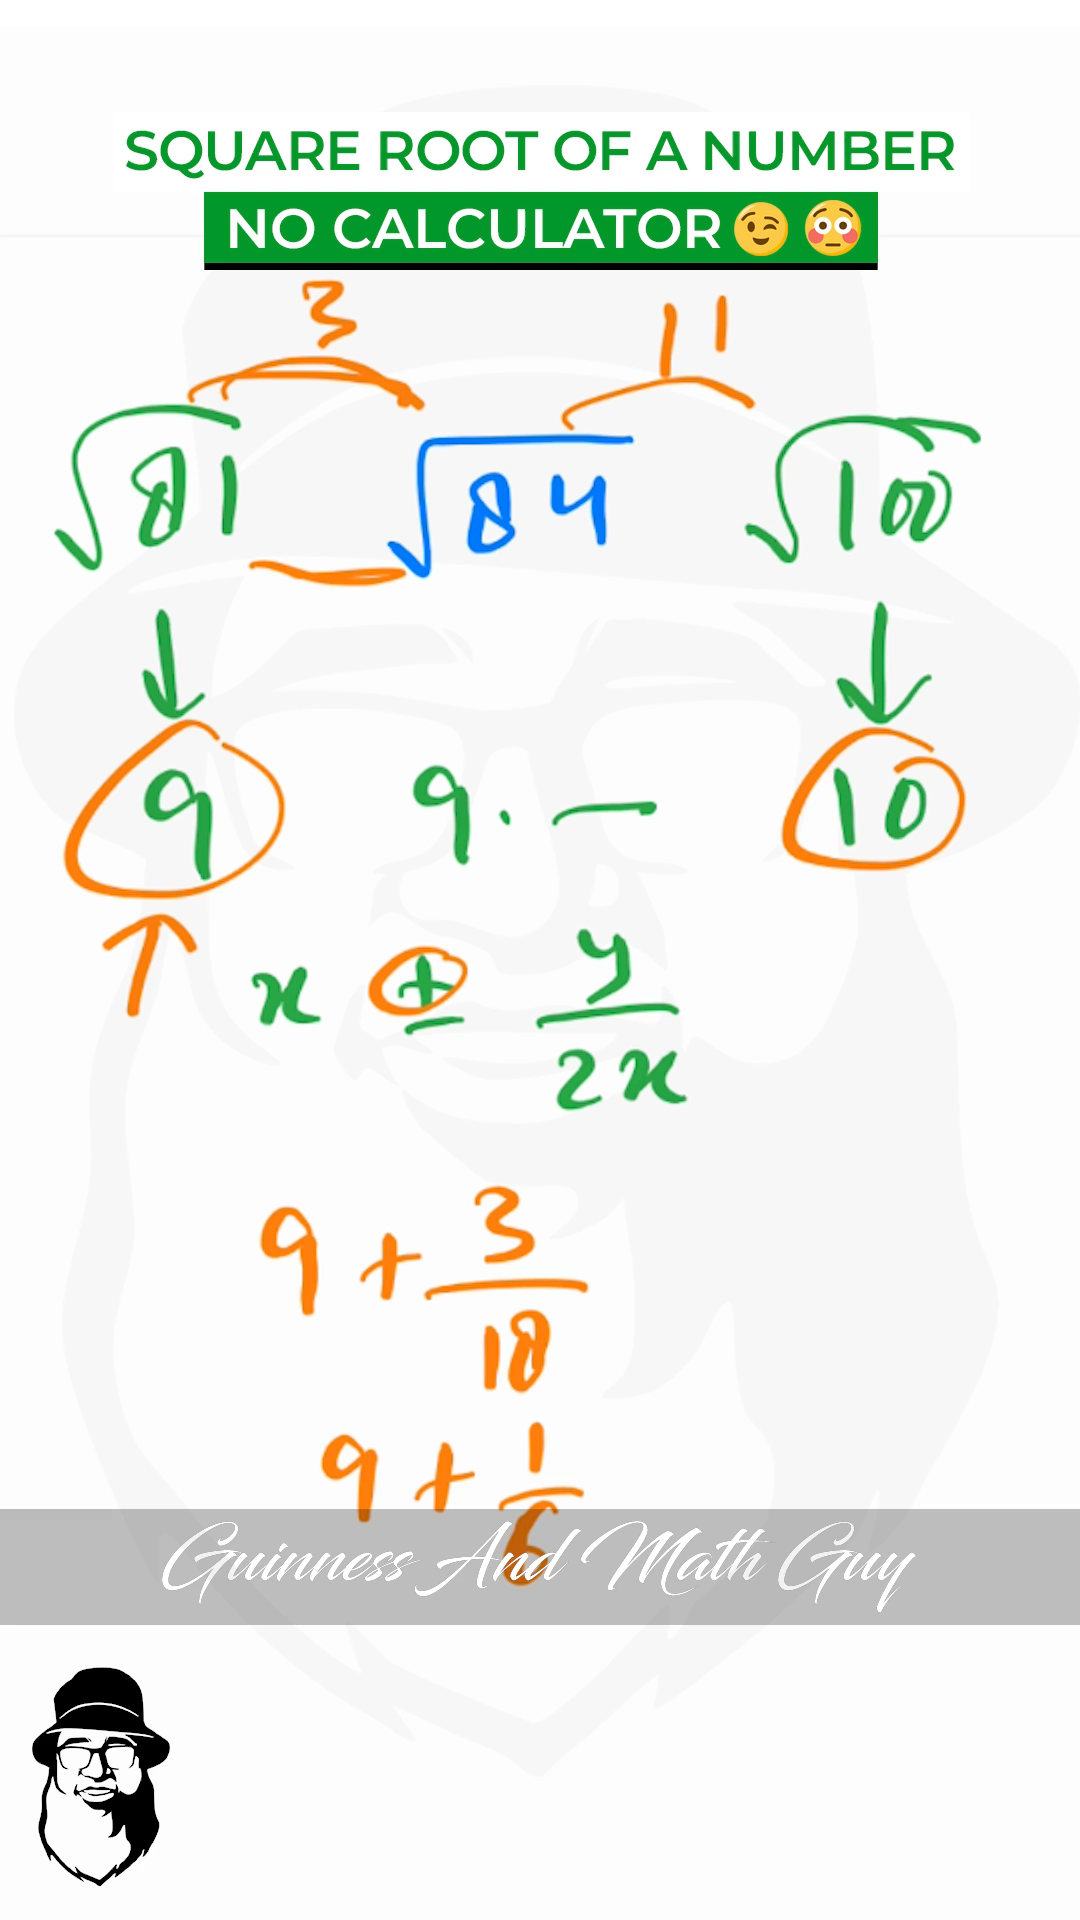 SQUARE ROOT OF A NUMBER
NO CALCULATOR😉😳
3 11
√81 √84 √100
↓ ↓
9 9.— 10
↑
x ± y/2x
9 + 3/18
9 + 1/6
Guinness And Math Guy